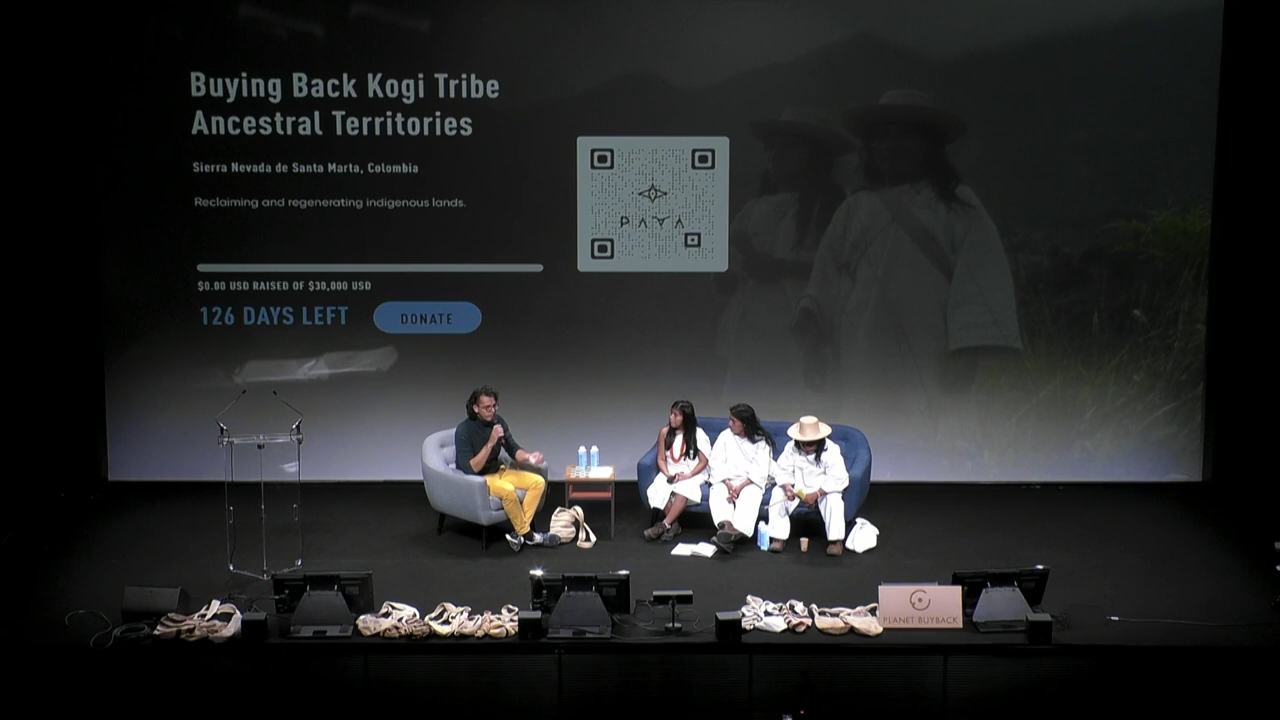 Buying Back Kogi Tribe
Ancestral Territories
Sierra Nevada de Santa Marta, Colombia
Reclaiming and regenerating indigenous lands.
$0.00 USD RAISED OF $30,000 USD
126 DAYS LEFT
DONATE
PAYA
PLANET BUYBACK